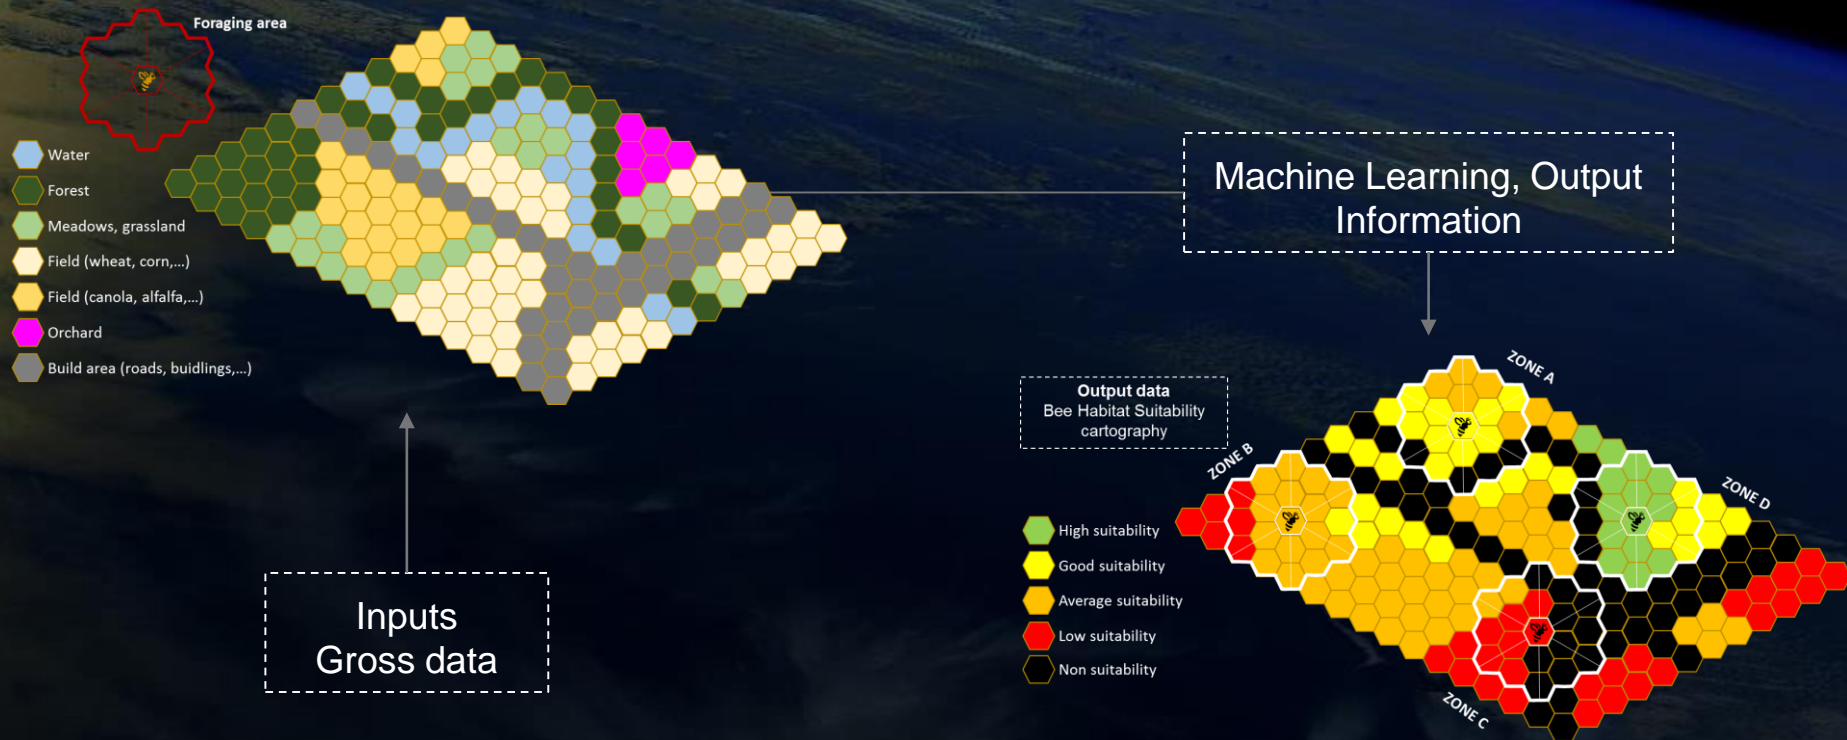 Foraging area
Water
Forest
Meadows, grassland
Field (wheat, corn,...)
Field (canola, alfalfa,...)
Orchard
Build area (roads, buidlings,...)
Inputs
Gross data
Machine Learning, Output
Information
Output data
Bee Habitat Suitability
cartography
High suitability
Good suitability
Average suitability
Low suitability
Non suitability
ZONE A
ZONE B
ZONE D
ZONE C